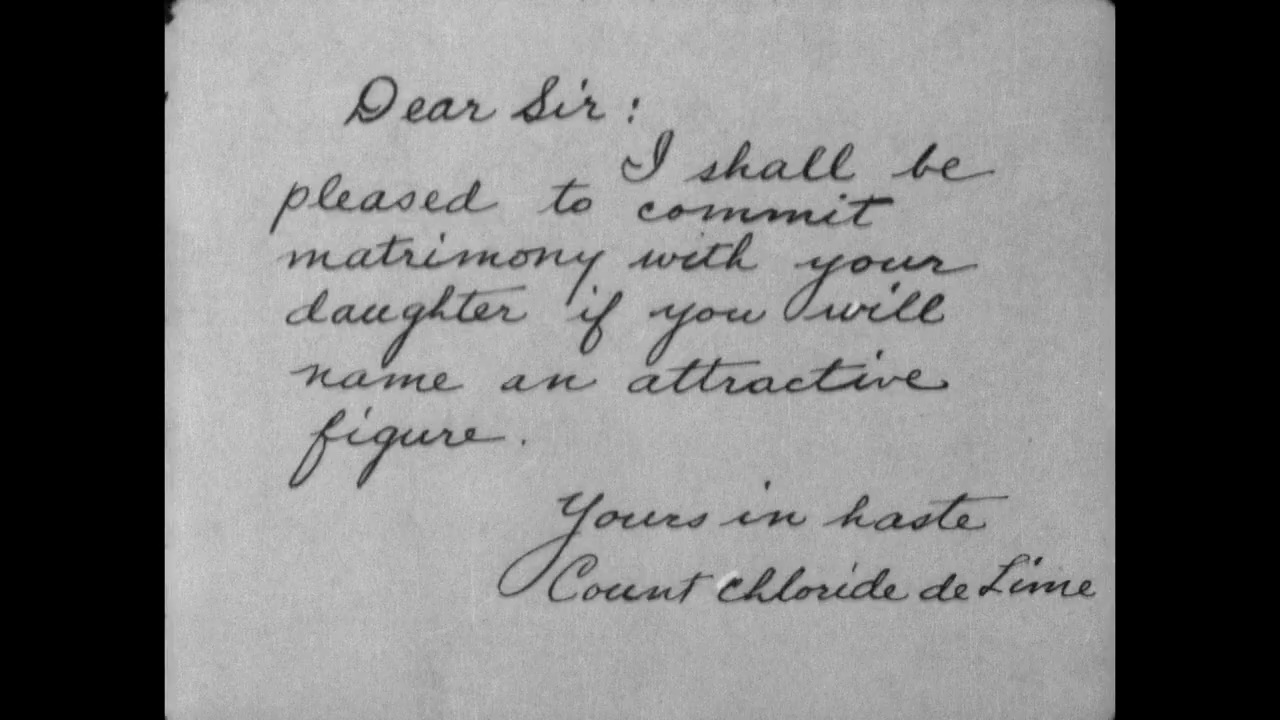 Dear Sir:
I shall be
pleased to commit
matrimony with your
daughter if you will
name an attractive
figure.
Yours in haste
Count chloride de Lime